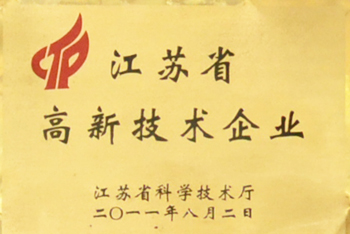 江苏省
高新技术企业
江苏省科学技术厅
二〇一一年八月二日